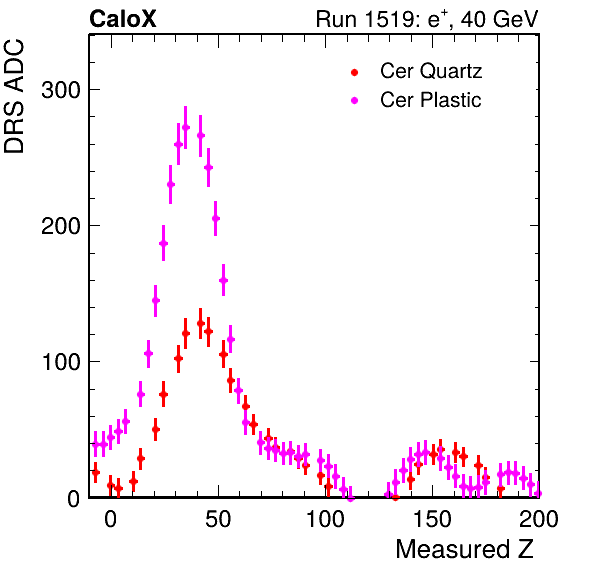 CaloX
Run 1519: e+, 40 GeV
DRS ADC
Cer Quartz
Cer Plastic
300
200
100
0
0 50 100 150 200
Measured Z